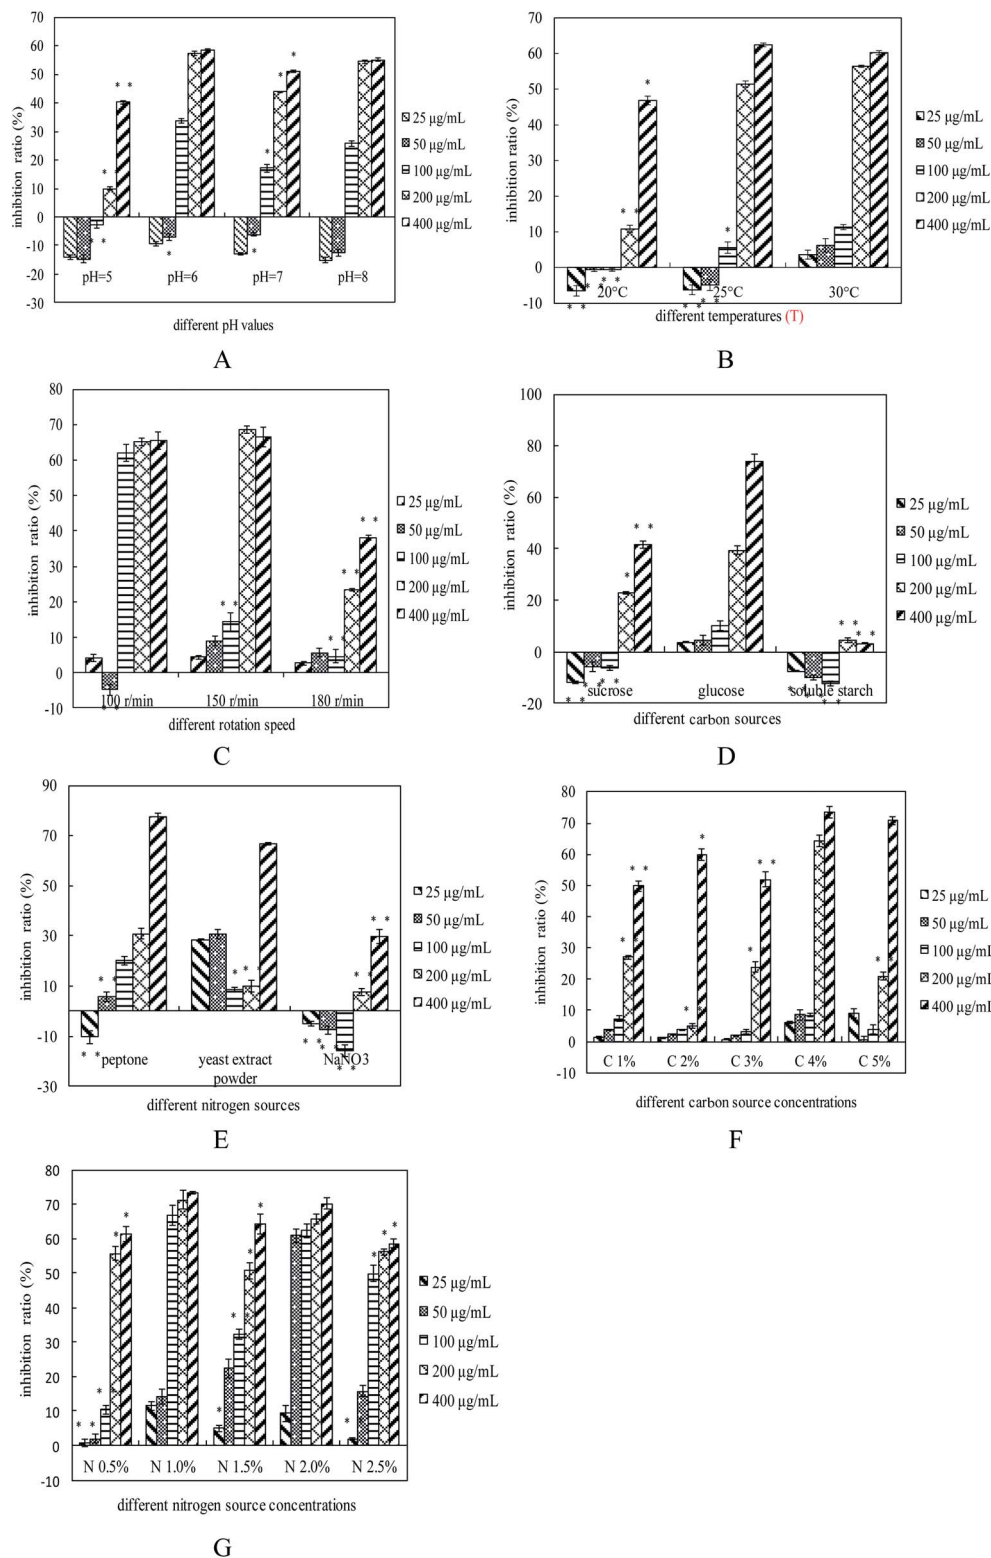 70
60
50
40
30
20
10
0
-10
-20
-30
inhibition ratio (%)
* *
* *
*
*
*
*
*
*
pH=5
pH=6
pH=7
pH=8
different pH values
25 μg/mL
50 μg/mL
100 μg/mL
200 μg/mL
400 μg/mL
A
70
60
50
40
30
20
10
0
-10
inhibition ratio (%)
*
* *
*
* *
* *
* *
20°C
25°C
30°C
different temperatures (T)
25 μg/mL
50 μg/mL
100 μg/mL
200 μg/mL
400 μg/mL
B
80
70
60
50
40
30
20
10
0
-10
inhibition ratio (%)
* *
* *
* *
* *
* *
100 r/min
150 r/min
180 r/min
different rotation speed
25 μg/mL
50 μg/mL
100 μg/mL
200 μg/mL
400 μg/mL
C
100
80
60
40
20
0
-20
inhibition ratio (%)
* *
*
* *
* *
sucrose
glucose
soluble starch
different carbon sources
25 μg/mL
50 μg/mL
100 μg/mL
200 μg/mL
400 μg/mL
D
90
70
50
30
10
-10
-30
inhibition ratio (%)
* *
* *
* *
* *
* *
peptone
yeast extract
powder
NaNO3
different nitrogen sources
25 μg/mL
50 μg/mL
100 μg/mL
200 μg/mL
400 μg/mL
E
80
70
60
50
40
30
20
10
0
-10
inhibition ratio (%)
* *
* *
*
* *
* *
* *
* *
C 1%
C 2%
C 3%
C 4%
C 5%
different carbon source concentrations
25 μg/mL
50 μg/mL
100 μg/ml
200 μg/ml
400 μg/ml
F
80
70
60
50
40
30
20
10
0
-10
inhibition ratio (%)
* *
* *
* *
*
*
*
*
*
*
*
N 0.5%
N 1.0%
N 1.5%
N 2.0%
N 2.5%
different nitrogen source concentrations
25 μg/mL
50 μg/mL
100 μg/mL
200 μg/mL
400 μg/mL
G